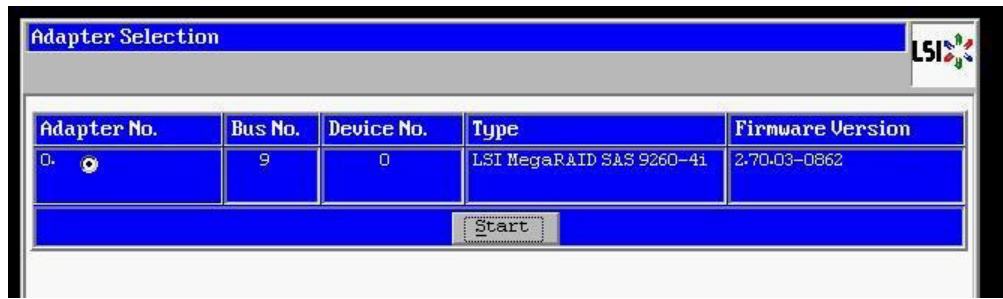 Adapter Selection
LSI
Adapter No. Bus No. Device No. Type Firmware Version
0. 9 0 LSI MegaRAID SAS 9260-4i 2.70.03-0862
Start